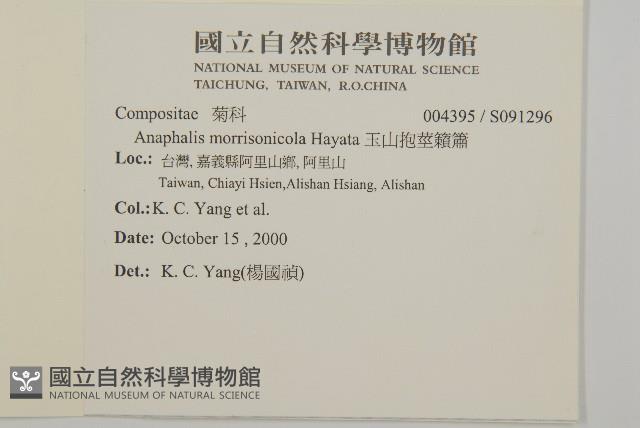 國立自然科學博物館
NATIONAL MUSEUM OF NATURAL SCIENCE
TAICHUNG, TAIWAN, R.O.CHINA
Compositae 菊科 004395 / S091296
Anaphalis morrisonicola Hayata 玉山抱莖籟簫
Loc.: 台灣, 嘉義縣阿里山鄉, 阿里山
Taiwan, Chiayi Hsien,Alishan Hsiang, Alishan
Col.:K. C. Yang et al.
Date: October 15 , 2000
Det.: K. C. Yang(楊國禎)
國立自然科學博物館
NATIONAL MUSEUM OF NATURAL SCIENCE